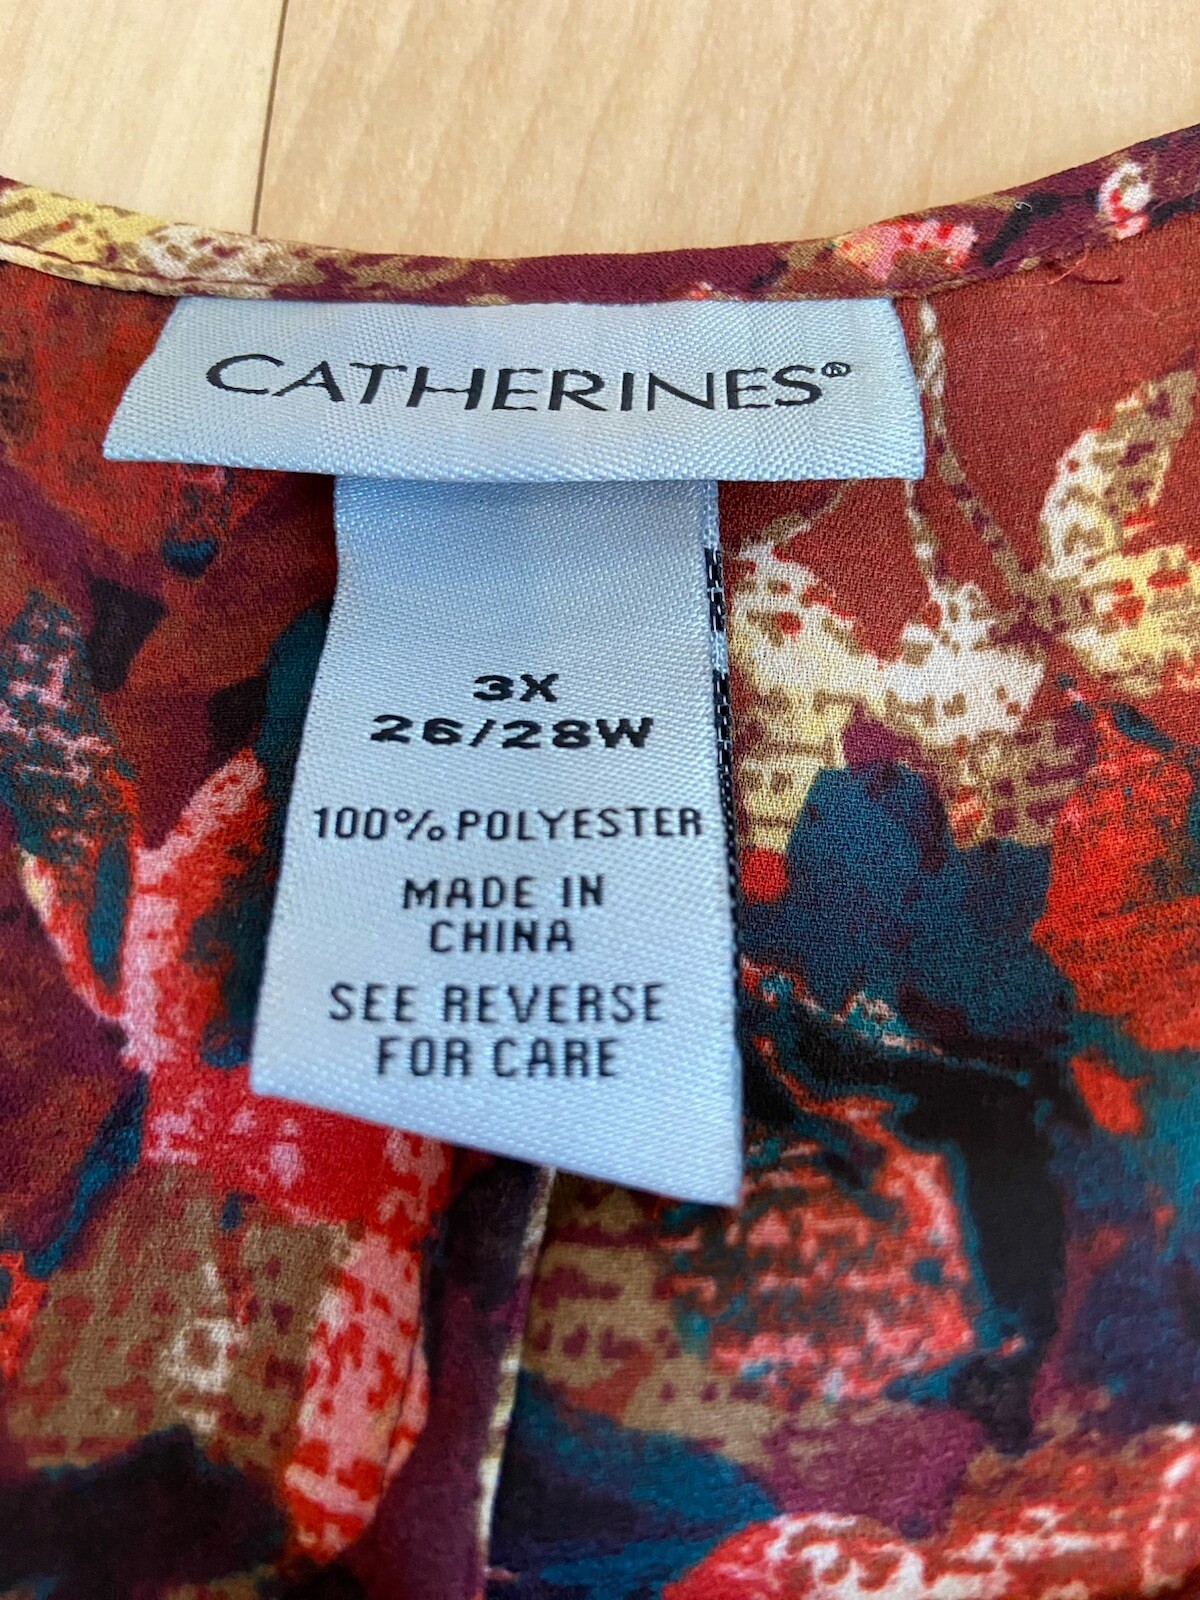 CATHERINES®
3X
26/28W
100% POLYESTER
MADE IN
CHINA
SEE REVERSE
FOR CARE